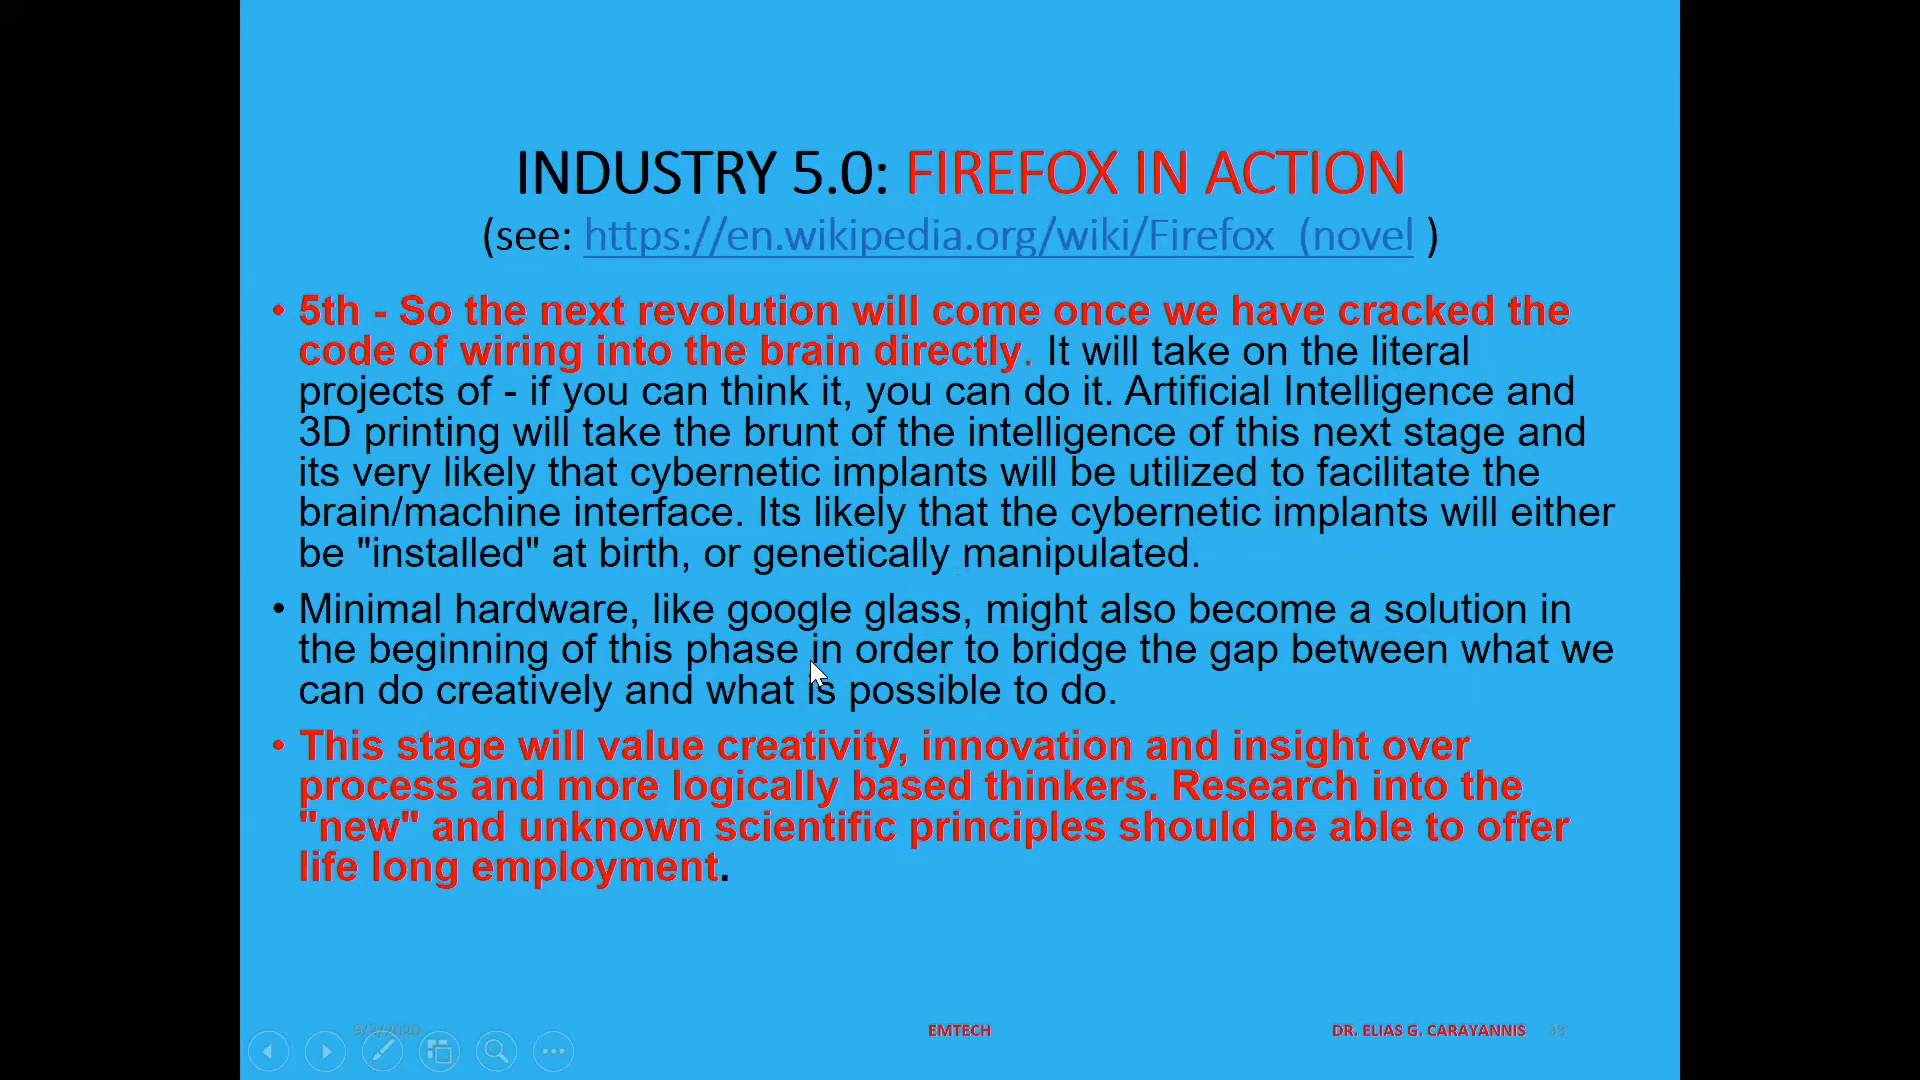 INDUSTRY 5.0: FIREFOX IN ACTION
(see: https://en.wikipedia.org/wiki/Firefox_(novel )
• 5th - So the next revolution will come once we have cracked the
code of wiring into the brain directly. It will take on the literal
projects of - if you can think it, you can do it. Artificial Intelligence and
3D printing will take the brunt of the intelligence of this next stage and
its very likely that cybernetic implants will be utilized to facilitate the
brain/machine interface. Its likely that the cybernetic implants will either
be "installed" at birth, or genetically manipulated.
• Minimal hardware, like google glass, might also become a solution in
the beginning of this phase in order to bridge the gap between what we
can do creatively and what is possible to do.
• This stage will value creativity, innovation and insight over
process and more logically based thinkers. Research into the
"new" and unknown scientific principles should be able to offer
life long employment.
EMTECH
DR. ELIAS G. CARAYANNIS